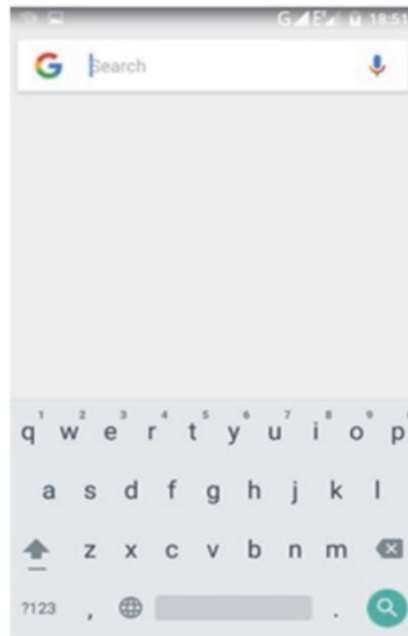 G E 18:51
G Search
1 2 3 4 5 6 7 8 9
q w e r t y u i o p
a s d f g h j k l
z x c v b n m
?123 , .